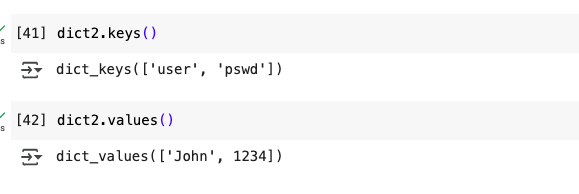 [41] dict2.keys()
s
dict_keys(['user', 'pswd'])
[42] dict2.values()
s
dict_values(['John', 1234])